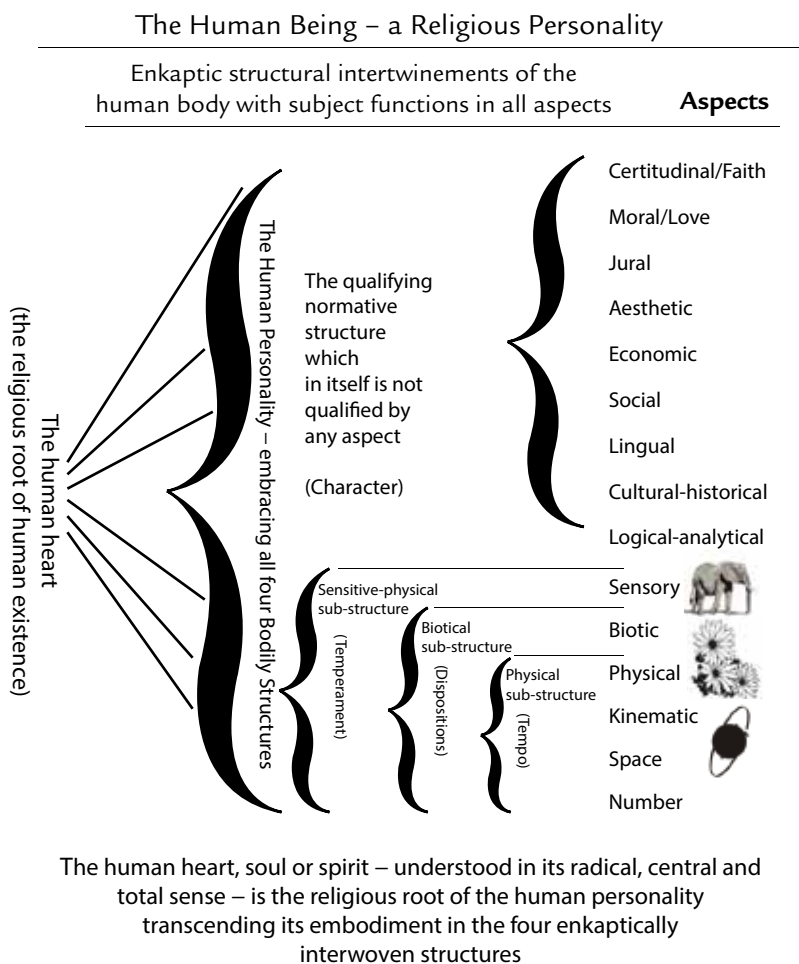 The Human Being – a Religious Personality
Enkaptic structural intertwinements of the
human body with subject functions in all aspects
Aspects
(the religious root of human existence)
The human heart
The Human Personality – embracing all four Bodily Structures
The qualifying
normative
structure
which
in itself is not
qualified by
any aspect
(Character)
Certitudinal/Faith
Moral/Love
Jural
Aesthetic
Economic
Social
Lingual
Cultural-historical
Logical-analytical
Sensory
Biotic
Physical
Kinematic
Space
Number
Sensitive-physical
sub-structure
(Temperament)
Biotical
sub-structure
(Dispositions)
Physical
sub-structure
(Tempo)
The human heart, soul or spirit – understood in its radical, central and
total sense – is the religious root of the human personality
transcending its embodiment in the four enkaptically
interwoven structures